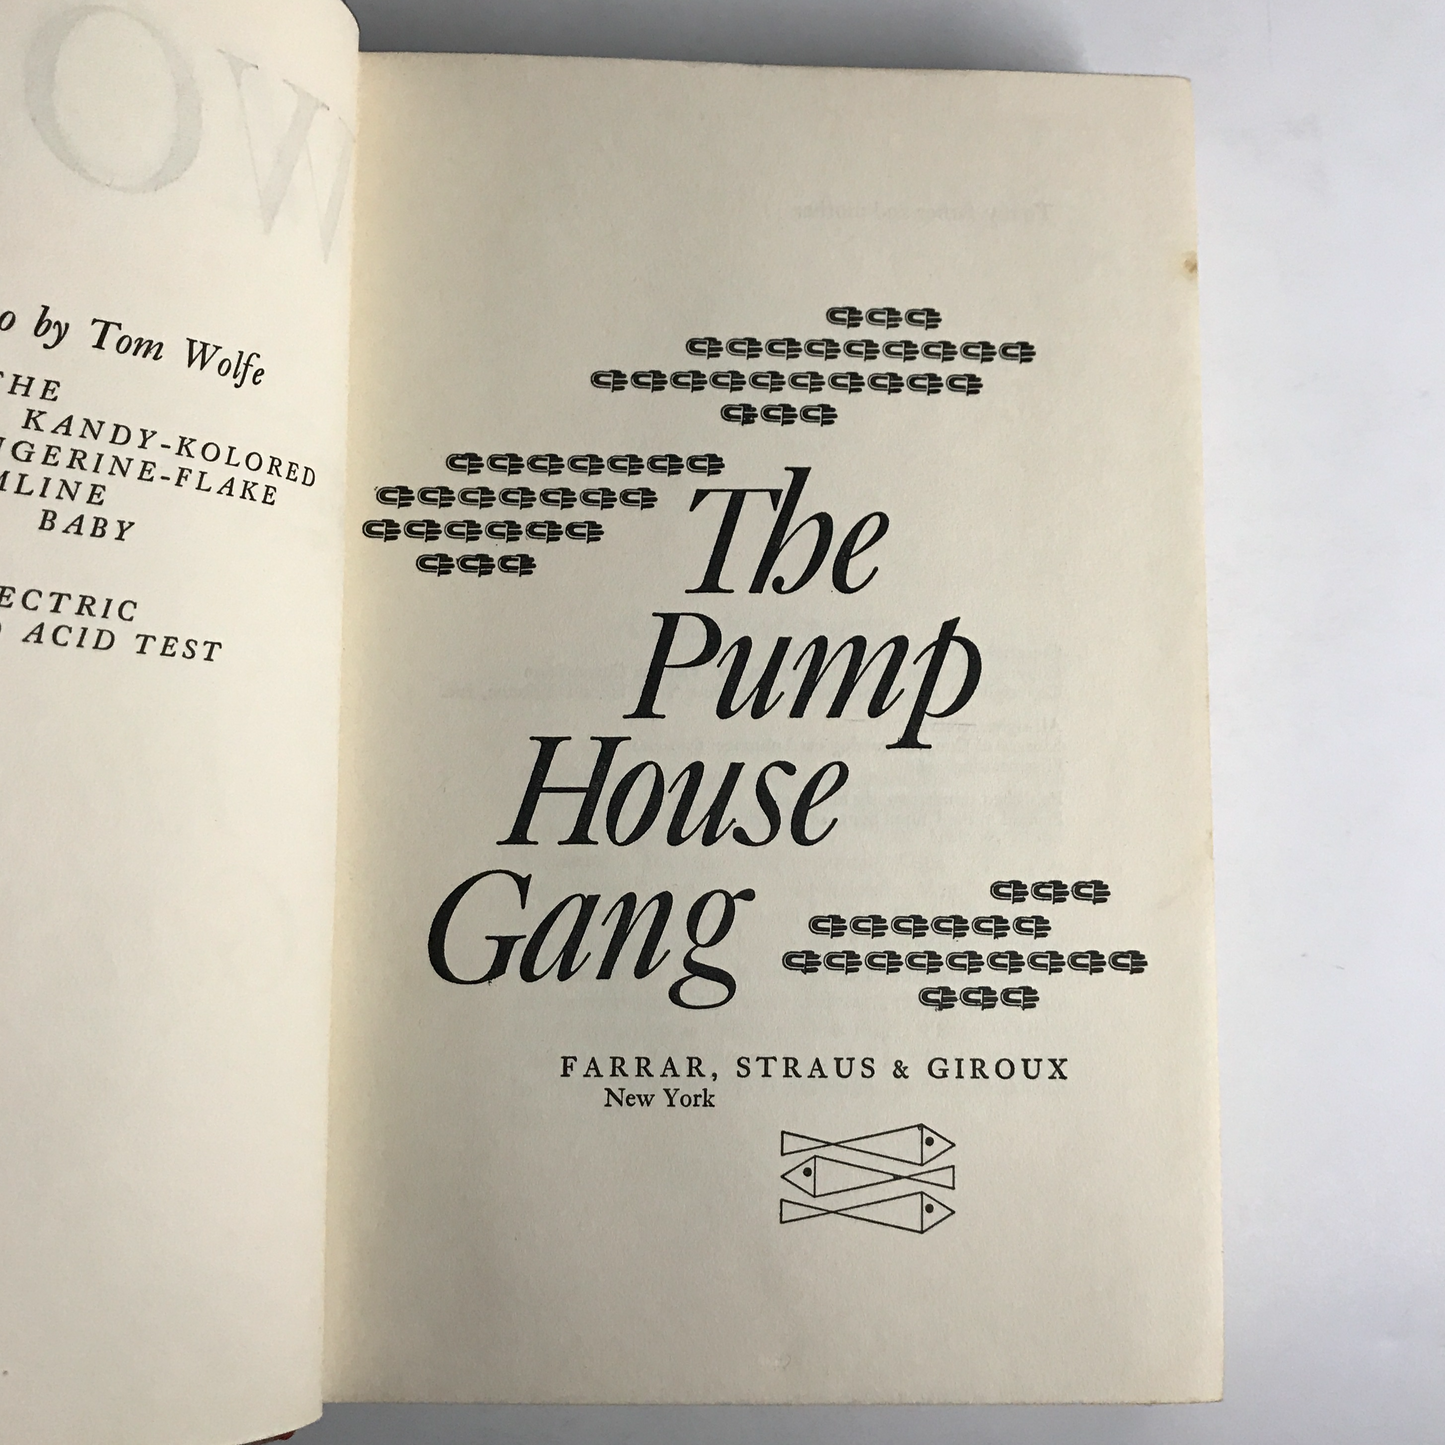 OW
o by Tom Wolfe
THE
KANDY-KOLORED
NGERINE-FLAKE
MLINE
BABY
ECTRIC
ACID TEST
The
Pump
House
Gang
FARRAR, STRAUS & GIROUX
New York